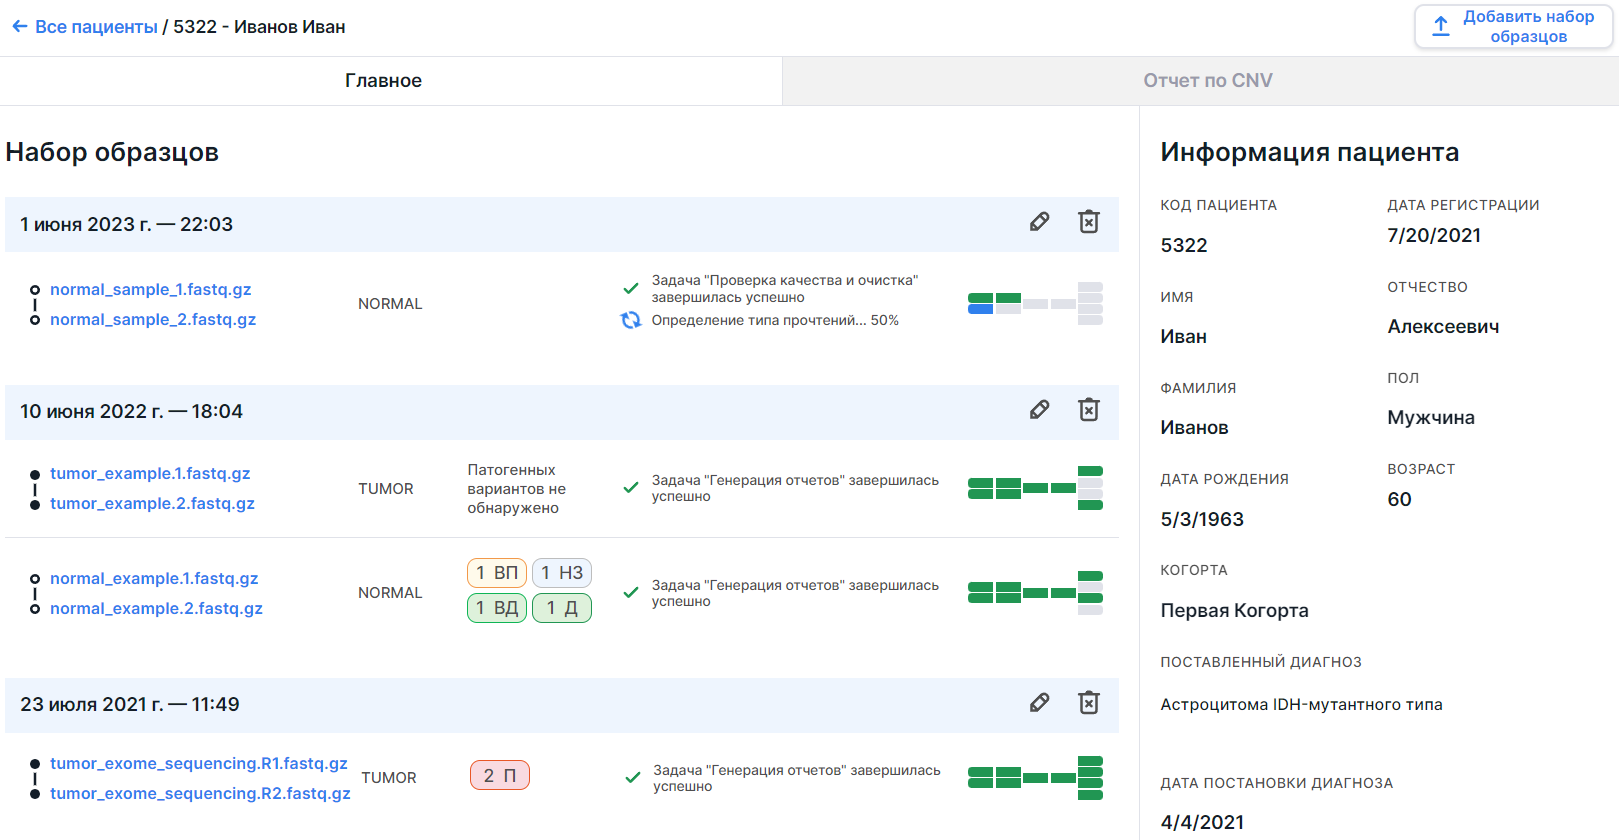 Все пациенты / 5322 - Иванов Иван
Добавить набор
образцов
Главное
Отчет по CNV
Набор образцов
1 июня 2023 г. — 22:03
normal_sample_1.fastq.gz
normal_sample_2.fastq.gz
NORMAL
Задача "Проверка качества и очистка"
завершилась успешно
Определение типа прочтений... 50%
10 июня 2022 г. — 18:04
tumor_example.1.fastq.gz
tumor_example.2.fastq.gz
TUMOR
Патогенных
вариантов не
обнаружено
Задача "Генерация отчетов" завершилась
успешно
normal_example.1.fastq.gz
normal_example.2.fastq.gz
NORMAL
1 ВП 1 НЗ
1 ВД 1 Д
Задача "Генерация отчетов" завершилась
успешно
23 июля 2021 г. — 11:49
tumor_exome_sequencing.R1.fastq.gz
tumor_exome_sequencing.R2.fastq.gz
TUMOR
2 П
Задача "Генерация отчетов" завершилась
успешно
Информация пациента
КОД ПАЦИЕНТА
5322
ДАТА РЕГИСТРАЦИИ
7/20/2021
ИМЯ
Иван
ОТЧЕСТВО
Алексеевич
ФАМИЛИЯ
Иванов
ПОЛ
Мужчина
ДАТА РОЖДЕНИЯ
5/3/1963
ВОЗРАСТ
60
КОГОРТА
Первая Когорта
ПОСТАВЛЕННЫЙ ДИАГНОЗ
Астроцитома IDH-мутантного типа
ДАТА ПОСТАНОВКИ ДИАГНОЗА
4/4/2021